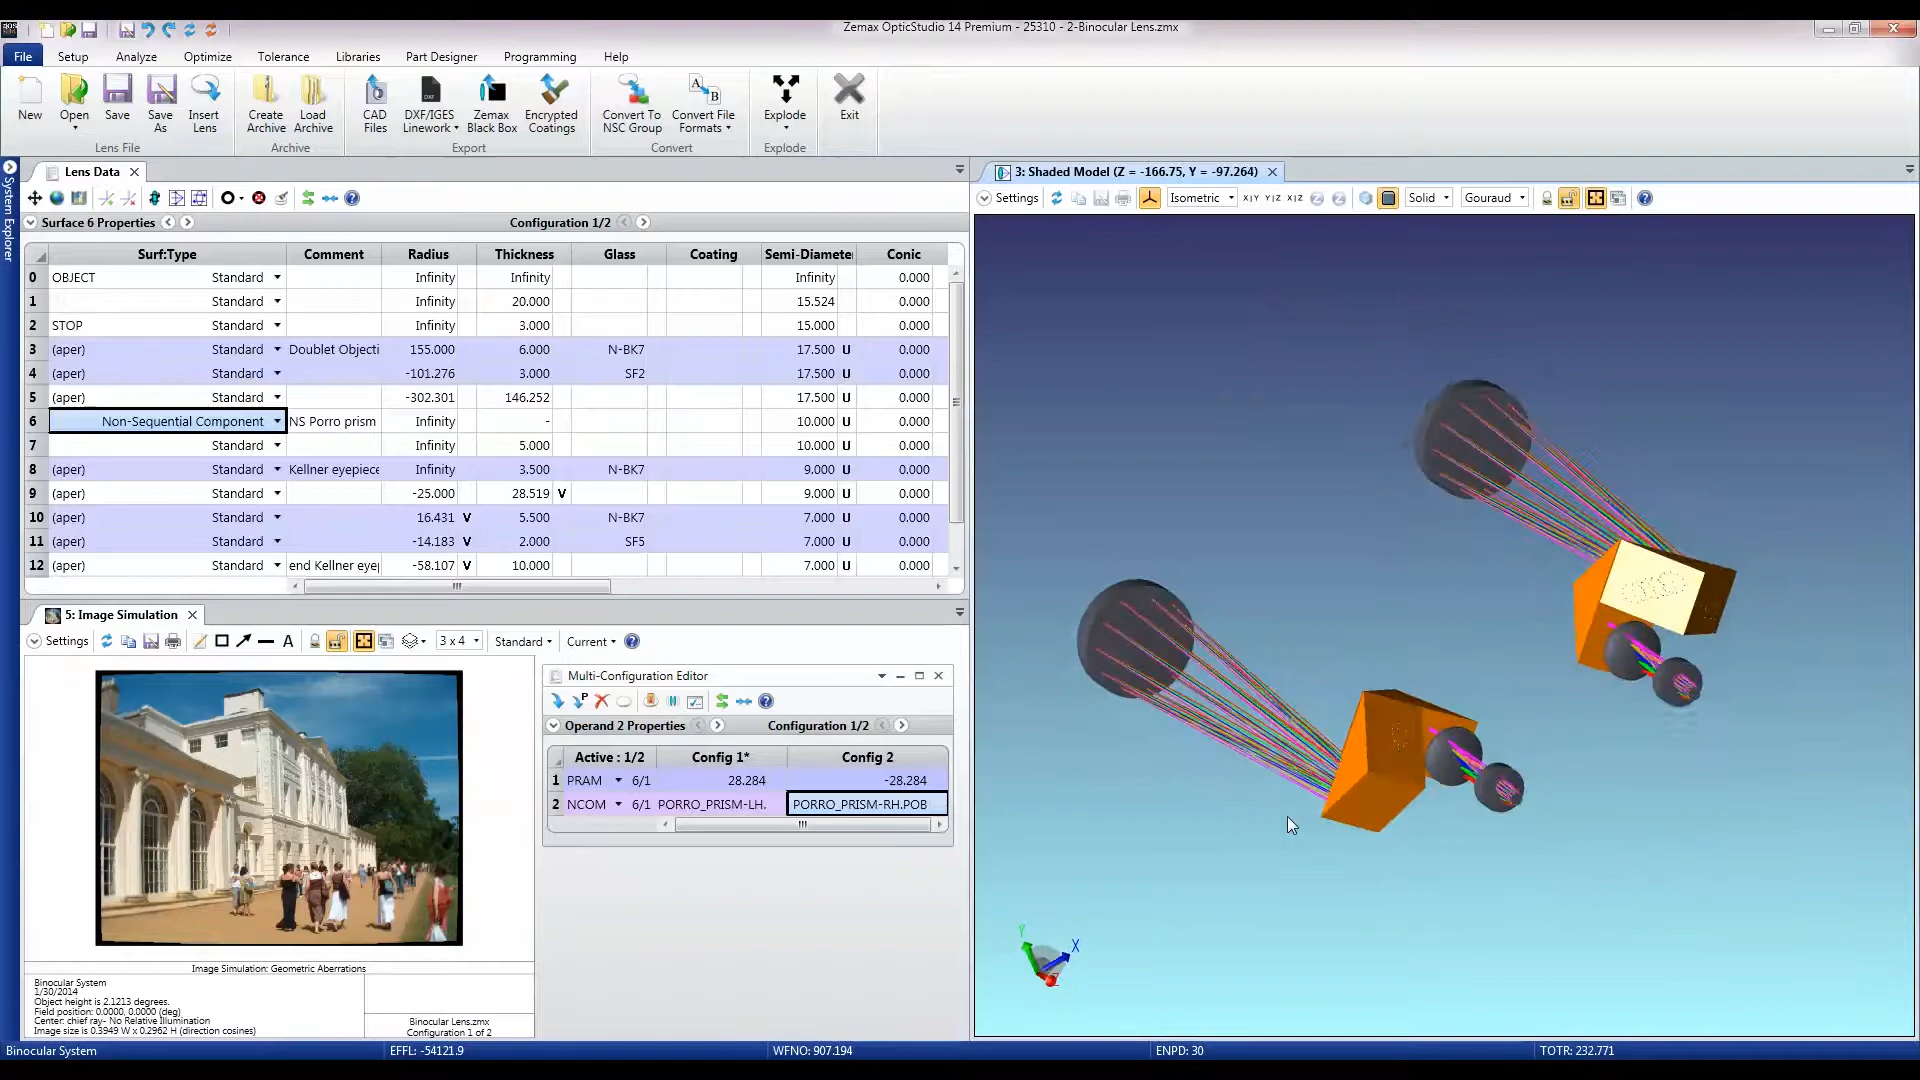 Zemax OpticStudio 14 Premium - 25310 - 2-Binocular Lens.zmx
File Setup Analyze Optimize Tolerance Libraries Part Designer Programming Help
New Open Save Save As Insert Lens Create Archive Load Archive CAD Files DXF/IGES Linework Zemax Black Box Encrypted Coatings Convert To NSC Group Convert File Formats Explode Exit
Lens File Archive Export Convert Explode
System Explorer
Lens Data
Surface 6 Properties Configuration 1/2
Surf:Type Comment Radius Thickness Glass Coating Semi-Diamete Conic
0 OBJECT Standard Infinity Infinity Infinity 0.000
1 Standard Infinity 20.000 15.524 0.000
2 STOP Standard Infinity 3.000 15.000 0.000
3 (aper) Standard Doublet Objecti 155.000 6.000 N-BK7 17.500 U 0.000
4 (aper) Standard -101.276 3.000 SF2 17.500 U 0.000
5 (aper) Standard -302.301 146.252 17.500 U 0.000
6 Non-Sequential Component NS Porro prism Infinity - 10.000 U 0.000
7 Standard Infinity 5.000 10.000 U 0.000
8 (aper) Standard Kellner eyepiece Infinity 3.500 N-BK7 9.000 U 0.000
9 (aper) Standard -25.000 28.519 V 9.000 U 0.000
10 (aper) Standard 16.431 V 5.500 N-BK7 7.000 U 0.000
11 (aper) Standard -14.183 V 2.000 SF5 7.000 U 0.000
12 (aper) Standard end Kellner eyep -58.107 V 10.000 7.000 U 0.000
5: Image Simulation
Settings A 3 x 4 Standard Current
Image Simulation: Geometric Aberrations
Binocular System
1/30/2014
Object height is 2.1213 degrees.
Field position: 0.0000, 0.0000 (deg)
Center: chief ray- No Relative Illumination
Image size is 0.3949 W x 0.2962 H (direction cosines)
Binocular Lens.zmx
Configuration 1 of 2
Multi-Configuration Editor
Operand 2 Properties Configuration 1/2
Active : 1/2 Config 1* Config 2
1 PRAM 6/1 28.284 -28.284
2 NCOM 6/1 PORRO_PRISM-LH. PORRO_PRISM-RH.POB
3: Shaded Model (Z = -166.75, Y = -97.264)
Settings Isometric X|Y Y|Z X|Z Solid Gouraud
Y X
Binocular System EFFL: -54121.9 WFNO: 907.194 ENPD: 30 TOTR: 232.771